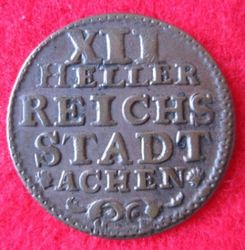 XII
HELLER
REICHS
STADT
*ACHEN*